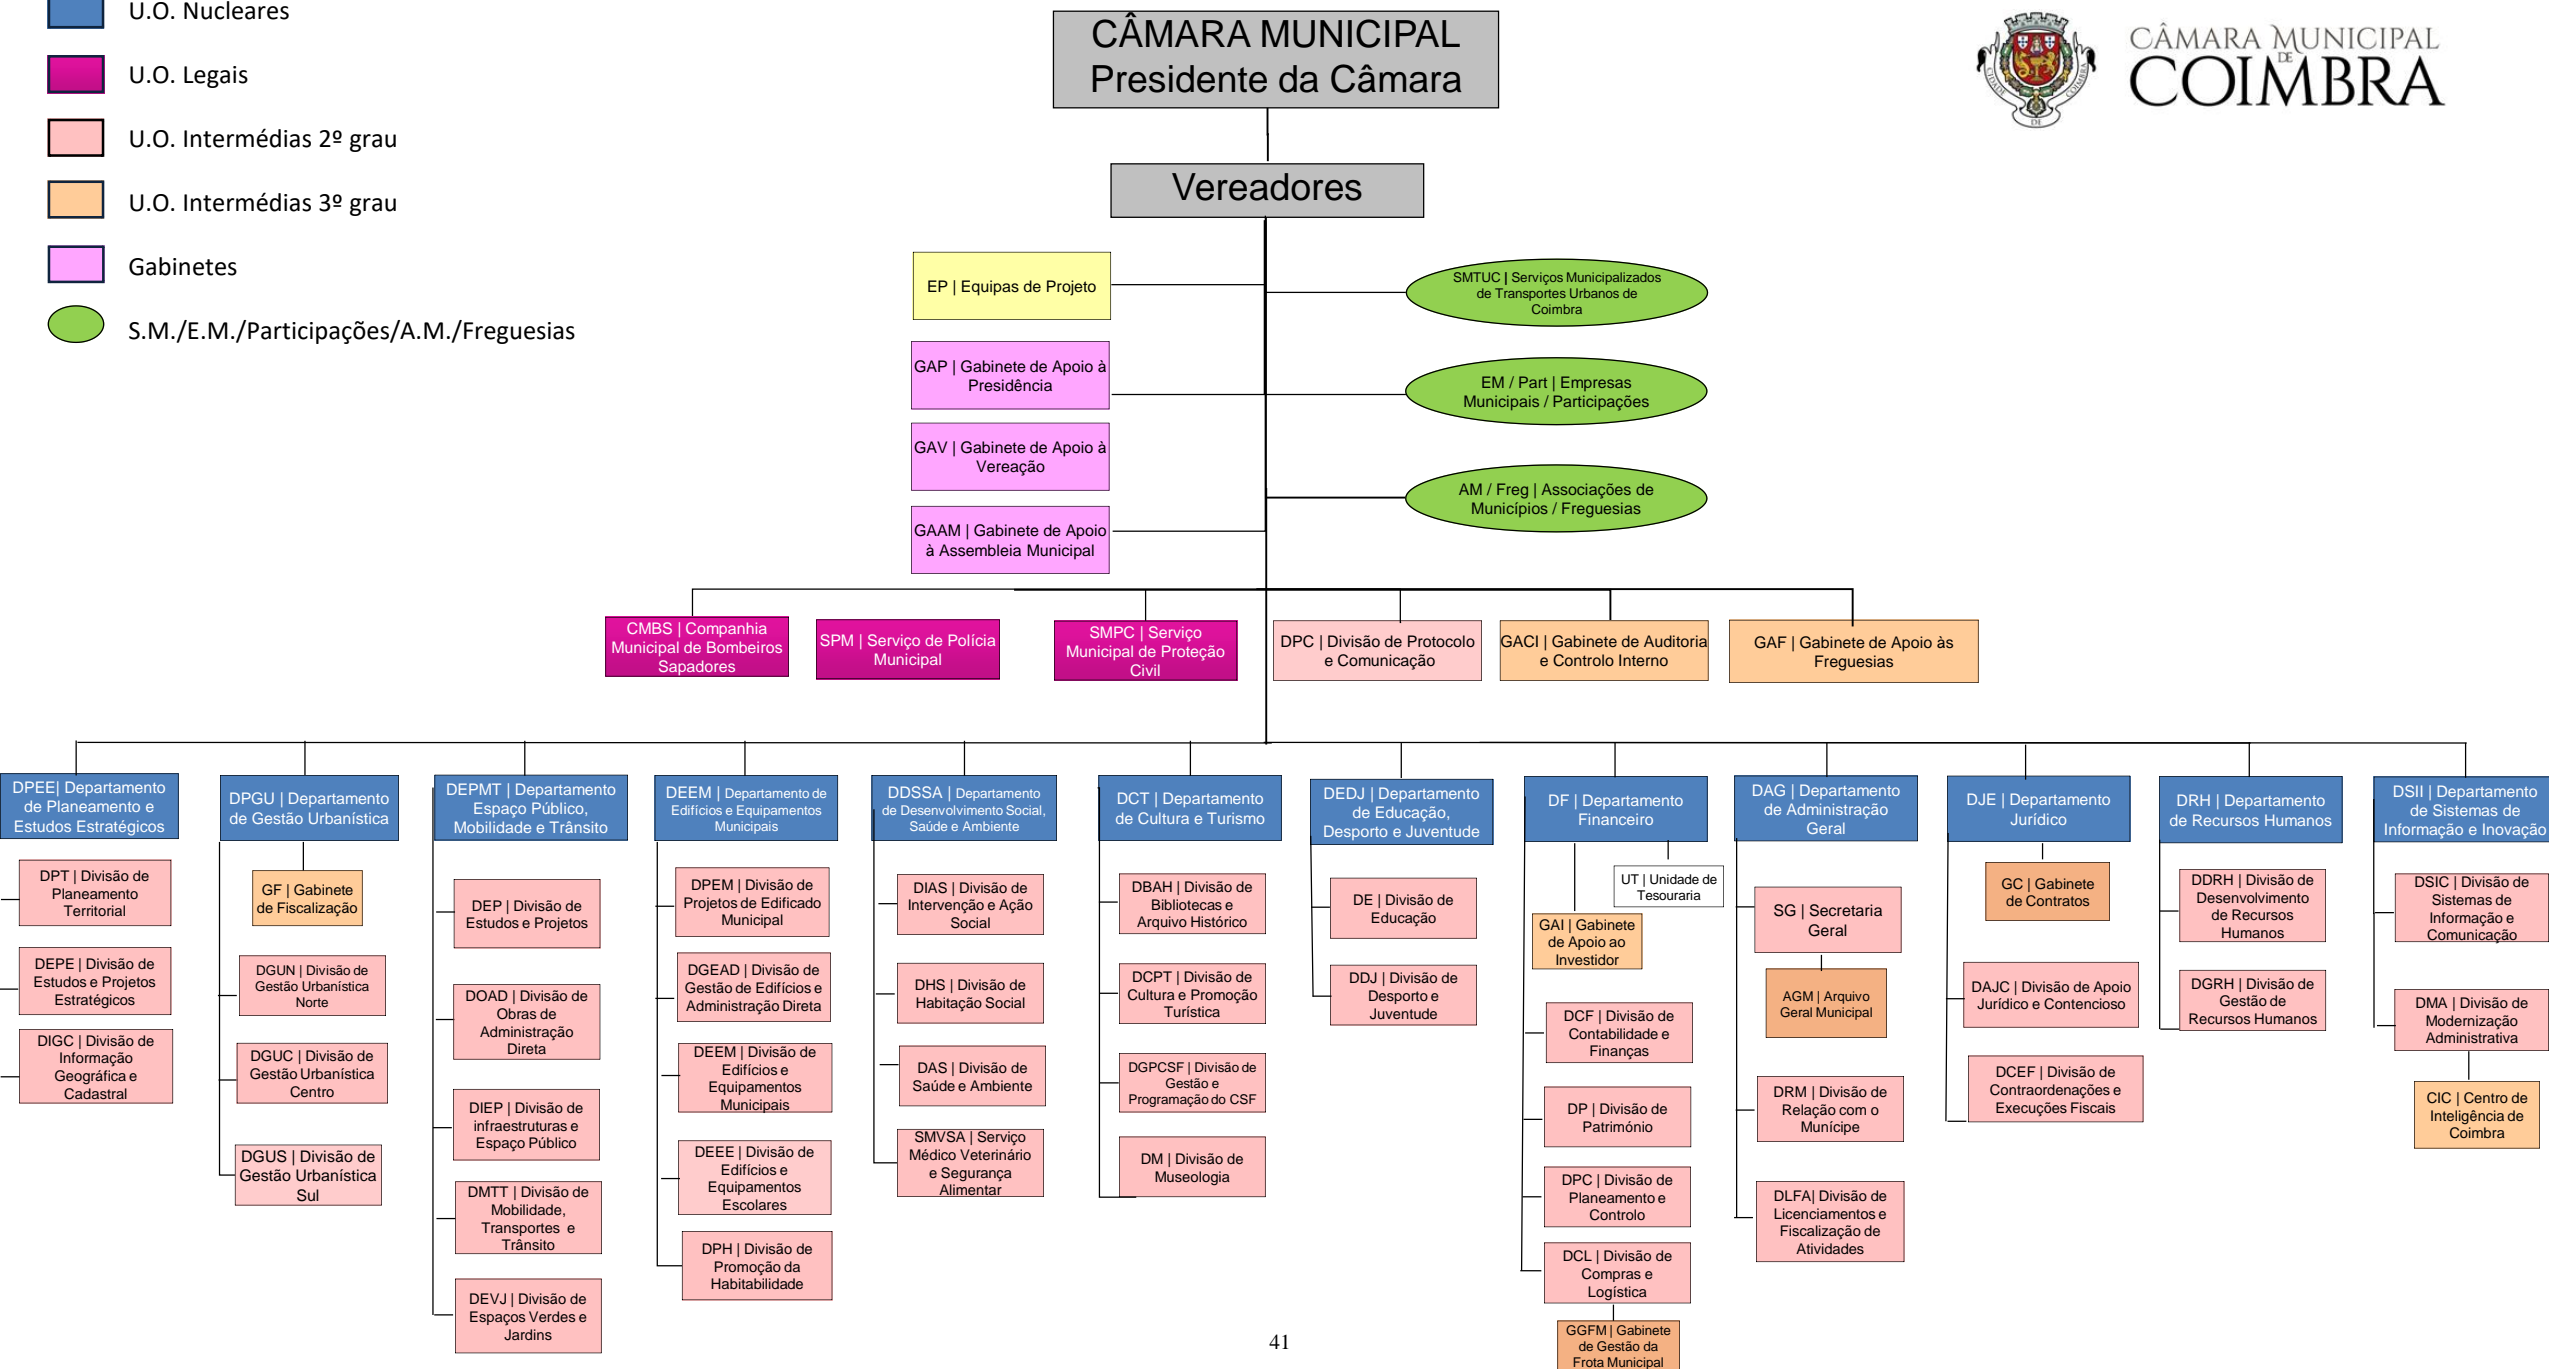 U.O. Nucleares
U.O. Legais
U.O. Intermédias 2º grau
U.O. Intermédias 3º grau
Gabinetes
S.M./E.M./Participações/A.M./Freguesias
CÂMARA MUNICIPAL
Presidente da Câmara
CÂMARA MUNICIPAL
DE
COIMBRA
CIDADE
DE
COIMBRA
Vereadores
EP | Equipas de Projeto
SMTUC | Serviços Municipalizados
de Transportes Urbanos de
Coimbra
GAP | Gabinete de Apoio à
Presidência
EM / Part | Empresas
Municipais / Participações
GAV | Gabinete de Apoio à
Vereação
AM / Freg | Associações de
Municípios / Freguesias
GAAM | Gabinete de Apoio
à Assembleia Municipal
CMBS | Companhia
Municipal de Bombeiros
Sapadores
SPM | Serviço de Polícia
Municipal
SMPC | Serviço
Municipal de Proteção
Civil
DPC | Divisão de Protocolo
e Comunicação
GACI | Gabinete de Auditoria
e Controlo Interno
GAF | Gabinete de Apoio às
Freguesias
DPEE| Departamento
de Planeamento e
Estudos Estratégicos
DPT | Divisão de
Planeamento
Territorial
DEPE | Divisão de
Estudos e Projetos
Estratégicos
DIGC | Divisão de
Informação
Geográfica e
Cadastral
DPGU | Departamento
de Gestão Urbanística
GF | Gabinete
de Fiscalização
DGUN | Divisão de
Gestão Urbanística
Norte
DGUC | Divisão de
Gestão Urbanística
Centro
DGUS | Divisão de
Gestão Urbanística
Sul
DEPMT | Departamento
Espaço Público,
Mobilidade e Trânsito
DEP | Divisão de
Estudos e Projetos
DOAD | Divisão de
Obras de
Administração
Direta
DIEP | Divisão de
infraestruturas e
Espaço Público
DMTT | Divisão de
Mobilidade,
Transportes e
Trânsito
DEVJ | Divisão de
Espaços Verdes e
Jardins
DEEM | Departamento de
Edifícios e Equipamentos
Municipais
DPEM | Divisão de
Projetos de Edificado
Municipal
DGEAD | Divisão de
Gestão de Edifícios e
Administração Direta
DEEM | Divisão de
Edifícios e
Equipamentos
Municipais
DEEE | Divisão de
Edifícios e
Equipamentos
Escolares
DPH | Divisão de
Promoção da
Habitabilidade
DDSSA | Departamento
de Desenvolvimento Social,
Saúde e Ambiente
DIAS | Divisão de
Intervenção e Ação
Social
DHS | Divisão de
Habitação Social
DAS | Divisão de
Saúde e Ambiente
SMVSA | Serviço
Médico Veterinário
e Segurança
Alimentar
DCT | Departamento
de Cultura e Turismo
DBAH | Divisão de
Bibliotecas e
Arquivo Histórico
DCPT | Divisão de
Cultura e Promoção
Turística
DGPCSF | Divisão de
Gestão e
Programação do CSF
DM | Divisão de
Museologia
DEDJ | Departamento
de Educação,
Desporto e Juventude
DE | Divisão de
Educação
DDJ | Divisão de
Desporto e
Juventude
DF | Departamento
Financeiro
UT | Unidade de
Tesouraria
GAI | Gabinete
de Apoio ao
Investidor
DCF | Divisão de
Contabilidade e
Finanças
DP | Divisão de
Património
DPC | Divisão de
Planeamento e
Controlo
DCL | Divisão de
Compras e
Logística
GGFM | Gabinete
de Gestão da
Frota Municipal
DAG | Departamento
de Administração
Geral
SG | Secretaria
Geral
AGM | Arquivo
Geral Municipal
DRM | Divisão de
Relação com o
Munícipe
DLFA| Divisão de
Licenciamentos e
Fiscalização de
Atividades
DJE | Departamento
Jurídico
GC | Gabinete
de Contratos
DAJC | Divisão de Apoio
Jurídico e Contencioso
DCEF | Divisão de
Contraordenações e
Execuções Fiscais
DRH | Departamento
de Recursos Humanos
DDRH | Divisão de
Desenvolvimento
de Recursos
Humanos
DGRH | Divisão de
Gestão de
Recursos Humanos
DSII | Departamento
de Sistemas de
Informação e Inovação
DSIC | Divisão de
Sistemas de
Informação e
Comunicação
DMA | Divisão de
Modernização
Administrativa
CIC | Centro de
Inteligência de
Coimbra
41